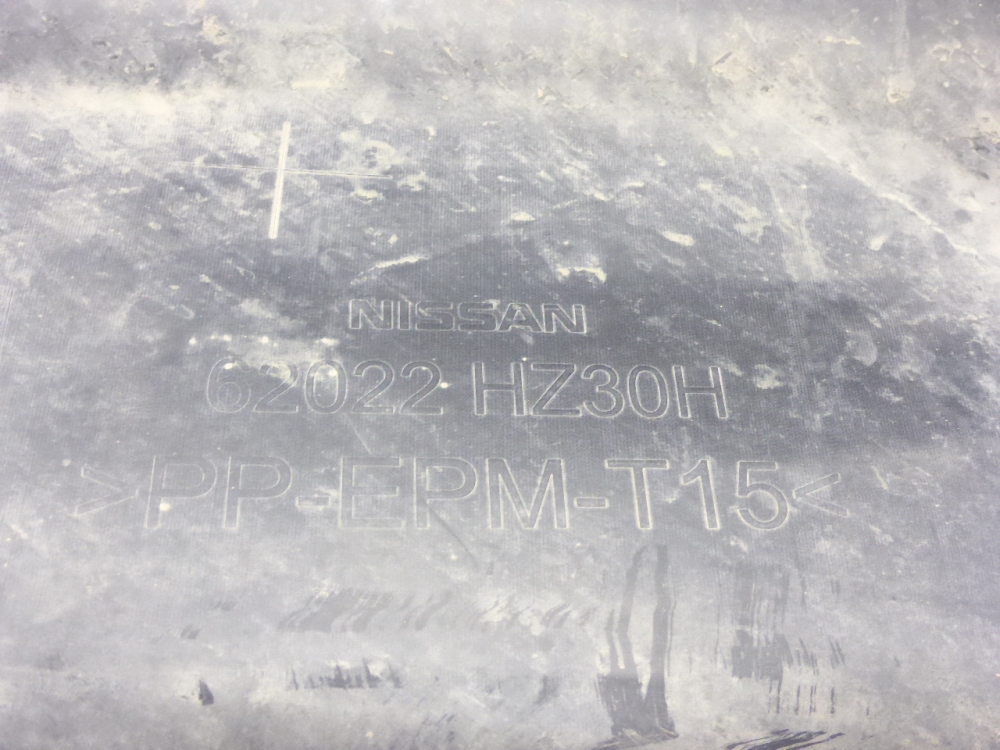 NISSAN
62022 HZ30H
>PP-EPM-T15<